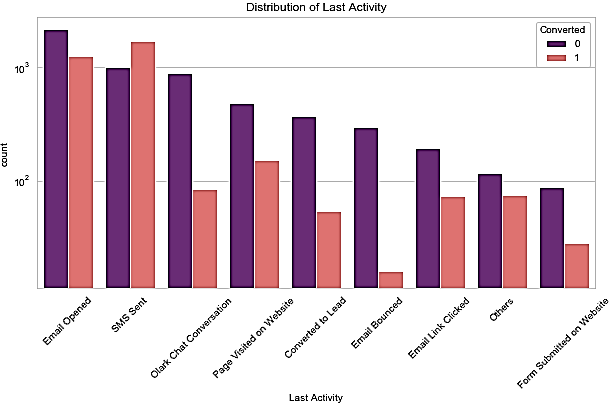 Distribution of Last Activity
Converted
0
1
10³
10²
count
Email Opened
SMS Sent
Olark Chat Conversation
Page Visited on Website
Converted to Lead
Email Bounced
Email Link Clicked
Others
Form Submitted on Website
Last Activity